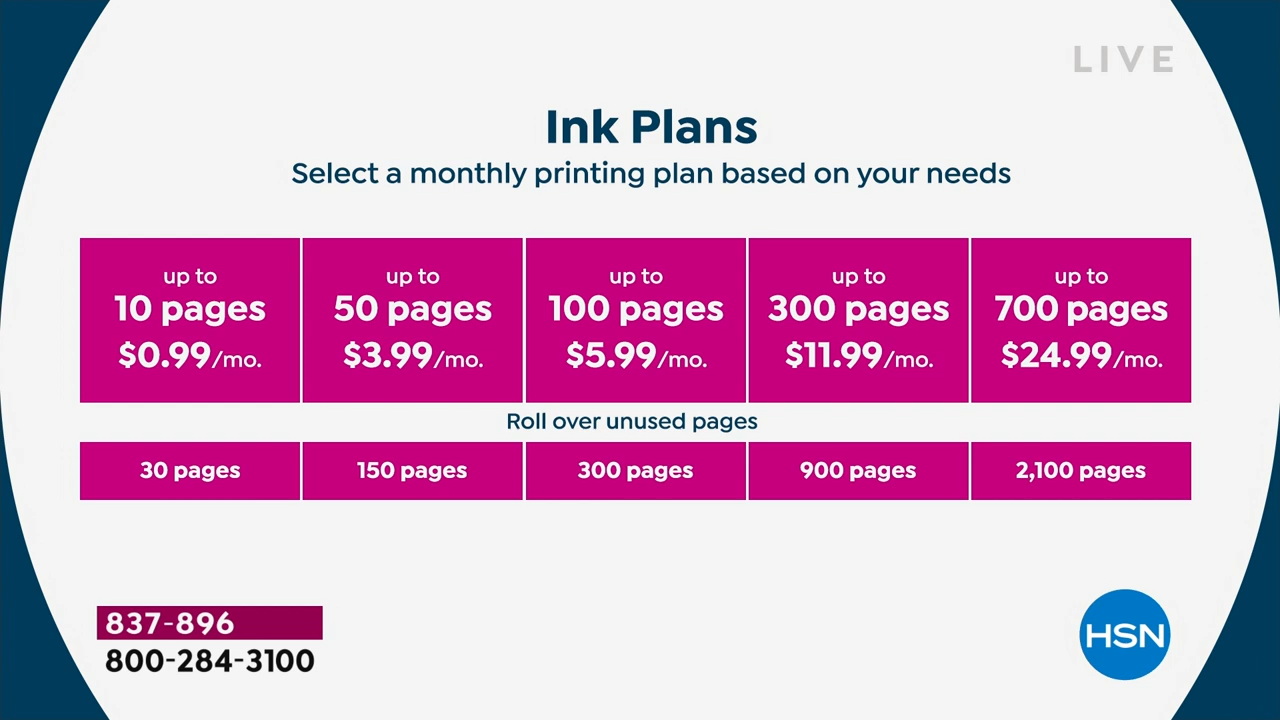 LIVE
Ink Plans
Select a monthly printing plan based on your needs
up to
10 pages
$0.99/mo.
up to
50 pages
$3.99/mo.
up to
100 pages
$5.99/mo.
up to
300 pages
$11.99/mo.
up to
700 pages
$24.99/mo.
Roll over unused pages
30 pages
150 pages
300 pages
900 pages
2,100 pages
837-896
800-284-3100
HSN